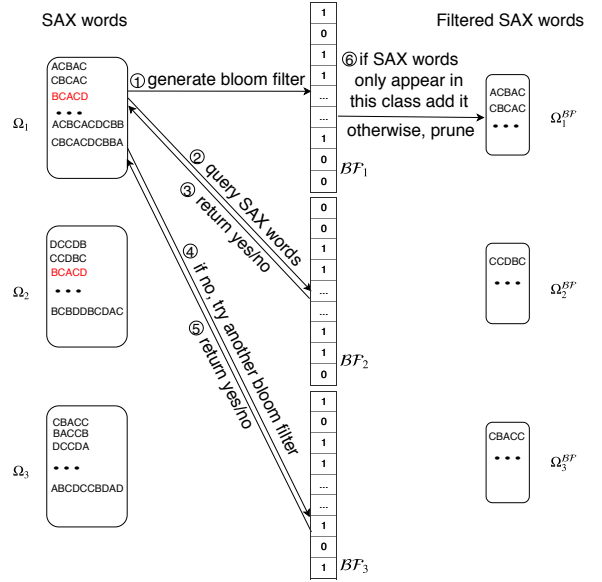 SAX words
Filtered SAX words
Ω₁
ACBAC
CBCAC
BCACD
...
ACBCACDCBB
CBCACDCBBA
① generate bloom filter
② query SAX words
③ return yes/no
④ if no, try another bloom filter
⑤ return yes/no
⑥ if SAX words
only appear in
this class add it
otherwise, prune
1
0
1
1
...
...
1
0
0
BF₁
ACBAC
CBCAC
...
Ω₁^BF
Ω₂
DCCDB
CCDBC
BCACD
...
BCBDDBCDAC
0
0
1
1
...
...
1
1
0
BF₂
CCDBC
...
Ω₂^BF
Ω₃
CBACC
BACCB
DCCDA
...
ABCDCCBDAD
1
0
1
1
...
...
1
0
1
BF₃
CBACC
...
Ω₃^BF